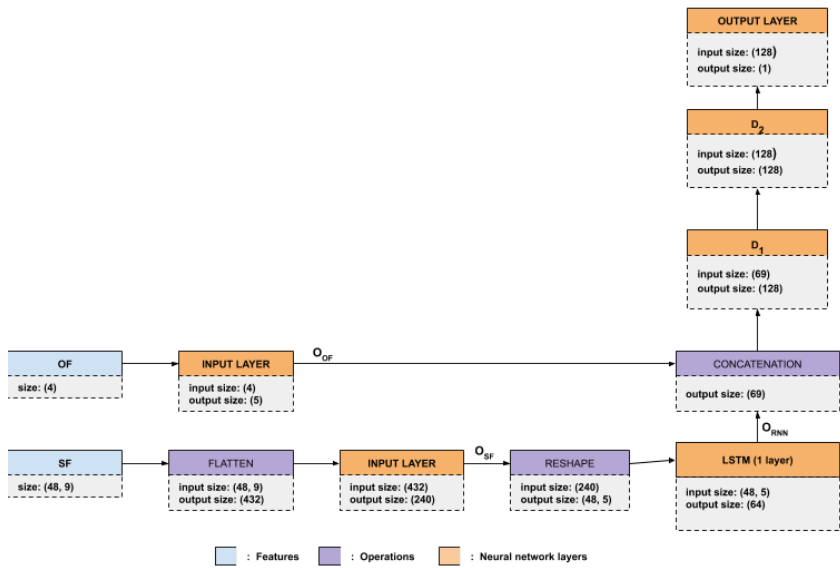 OUTPUT LAYER
input size: (128)
output size: (1)
D2
input size: (128)
output size: (128)
D1
input size: (69)
output size: (128)
OF
size: (4)
INPUT LAYER
input size: (4)
output size: (5)
OOF
CONCATENATION
output size: (69)
ORNN
SF
size: (48, 9)
FLATTEN
input size: (48, 9)
output size: (432)
INPUT LAYER
input size: (432)
output size: (240)
OSF
RESHAPE
input size: (240)
output size: (48, 5)
LSTM (1 layer)
input size: (48, 5)
output size: (64)
: Features
: Operations
: Neural network layers